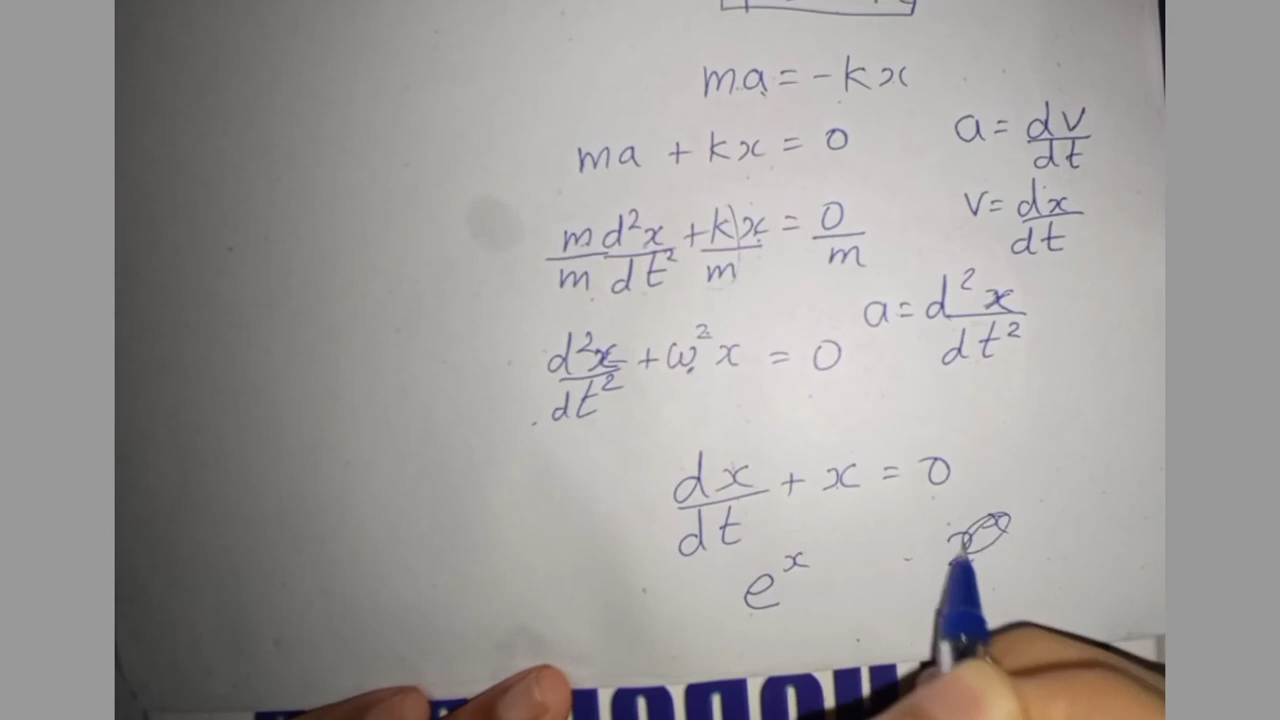 ma = -kx
ma + kx = 0
a = dv/dt
m/m d²x/dt² + k/m x = 0/m
v = dx/dt
a = d²x/dt²
d²x/dt² + ω²x = 0
dx/dt + x = 0
e^x